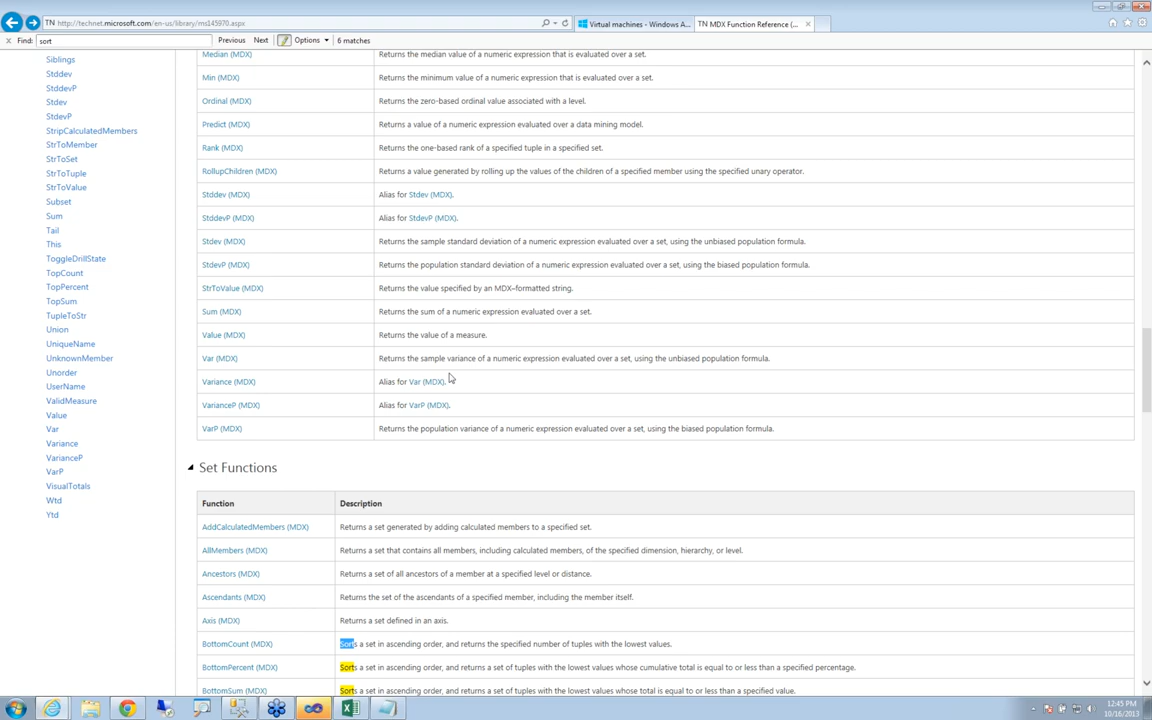 TN http://technet.microsoft.com/en-us/library/ms145970.aspx
Virtual machines - Windows A...
TN MDX Function Reference (...
Find: sort
Previous Next Options 6 matches
Siblings
Stddev
StddevP
Stdev
StdevP
StripCalculatedMembers
StrToMember
StrToSet
StrToTuple
StrToValue
Subset
Sum
Tail
This
ToggleDrillState
TopCount
TopPercent
TopSum
TupleToStr
Union
UniqueName
UnknownMember
Unorder
UserName
ValidMeasure
Value
Var
Variance
VarianceP
VarP
VisualTotals
Wtd
Ytd
Median (MDX) Returns the median value of a numeric expression that is evaluated over a set.
Min (MDX) Returns the minimum value of a numeric expression that is evaluated over a set.
Ordinal (MDX) Returns the zero-based ordinal value associated with a level.
Predict (MDX) Returns a value of a numeric expression evaluated over a data mining model.
Rank (MDX) Returns the one-based rank of a specified tuple in a specified set.
RollupChildren (MDX) Returns a value generated by rolling up the values of the children of a specified member using the specified unary operator.
Stddev (MDX) Alias for Stdev (MDX).
StddevP (MDX) Alias for StdevP (MDX).
Stdev (MDX) Returns the sample standard deviation of a numeric expression evaluated over a set, using the unbiased population formula.
StdevP (MDX) Returns the population standard deviation of a numeric expression evaluated over a set, using the biased population formula.
StrToValue (MDX) Returns the value specified by an MDX–formatted string.
Sum (MDX) Returns the sum of a numeric expression evaluated over a set.
Value (MDX) Returns the value of a measure.
Var (MDX) Returns the sample variance of a numeric expression evaluated over a set, using the unbiased population formula.
Variance (MDX) Alias for Var (MDX).
VarianceP (MDX) Alias for VarP (MDX).
VarP (MDX) Returns the population variance of a numeric expression evaluated over a set, using the biased population formula.
Set Functions
Function Description
AddCalculatedMembers (MDX) Returns a set generated by adding calculated members to a specified set.
AllMembers (MDX) Returns a set that contains all members, including calculated members, of the specified dimension, hierarchy, or level.
Ancestors (MDX) Returns a set of all ancestors of a member at a specified level or distance.
Ascendants (MDX) Returns the set of the ascendants of a specified member, including the member itself.
Axis (MDX) Returns a set defined in an axis.
BottomCount (MDX) Sorts a set in ascending order, and returns the specified number of tuples with the lowest values.
BottomPercent (MDX) Sorts a set in ascending order, and returns a set of tuples with the lowest values whose cumulative total is equal to or less than a specified percentage.
BottomSum (MDX) Sorts a set in ascending order, and returns a set of tuples with the lowest values whose total is equal to or less than a specified value.
12:45 PM
10/16/2013